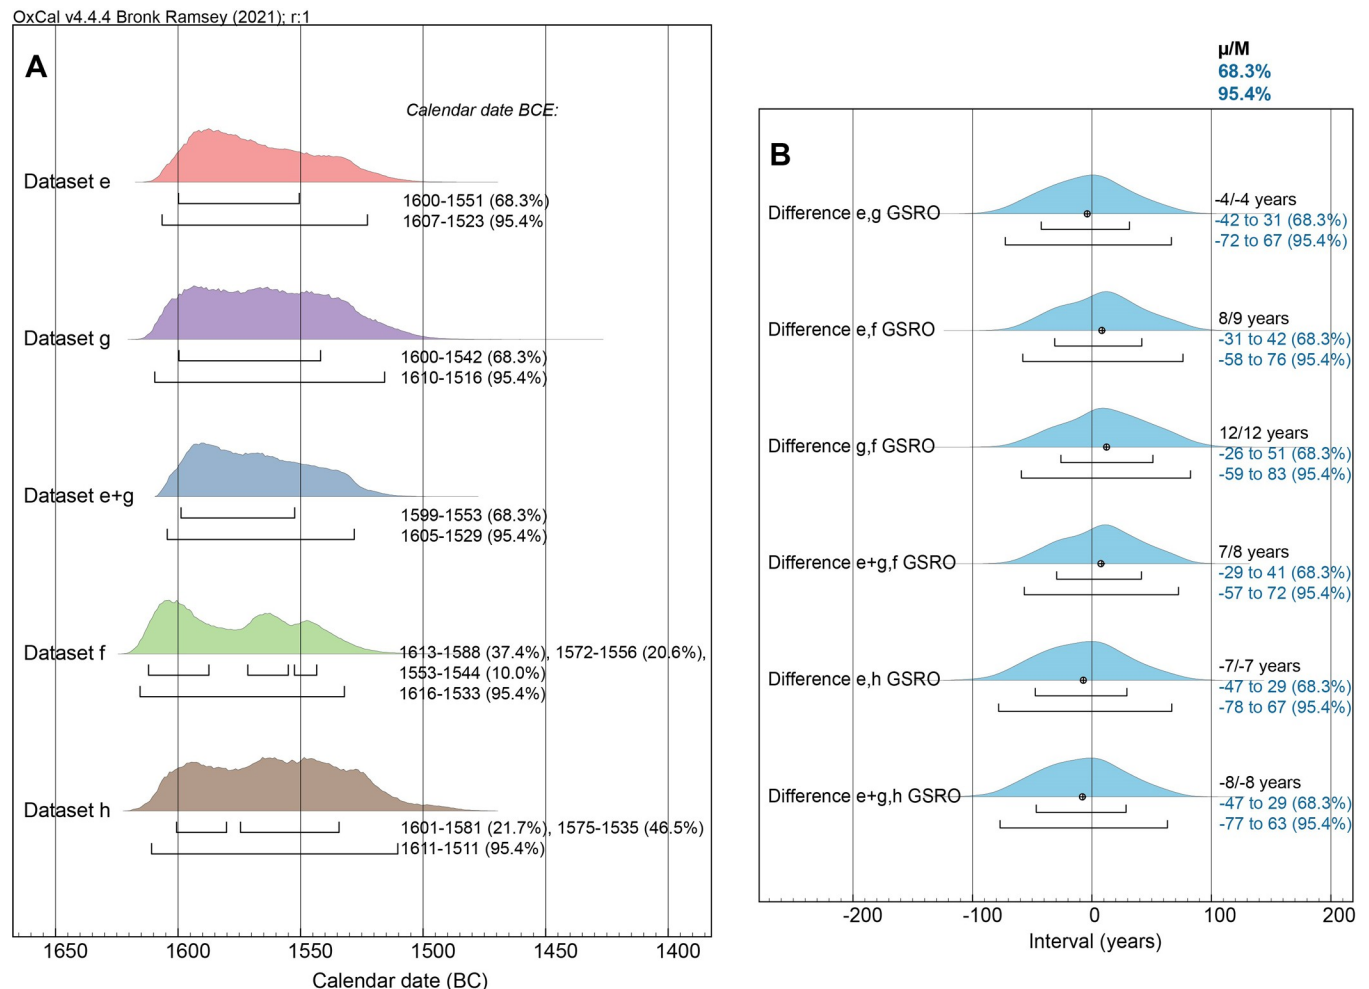 OxCal v4.4.4 Bronk Ramsey (2021); r:1
A
Calendar date BCE:
Dataset e
1600-1551 (68.3%)
1607-1523 (95.4%
Dataset g
1600-1542 (68.3%)
1610-1516 (95.4%)
Dataset e+g
1599-1553 (68.3%)
1605-1529 (95.4%)
Dataset f
1613-1588 (37.4%), 1572-1556 (20.6%),
1553-1544 (10.0%)
1616-1533 (95.4%)
Dataset h
1601-1581 (21.7%), 1575-1535 (46.5%)
1611-1511 (95.4%)
1650 1600 1550 1500 1450 1400
Calendar date (BC)
µ/M
68.3%
95.4%
B
Difference e,g GSRO
-4/-4 years
-42 to 31 (68.3%)
-72 to 67 (95.4%)
Difference e,f GSRO
8/9 years
-31 to 42 (68.3%)
-58 to 76 (95.4%)
Difference g,f GSRO
12/12 years
-26 to 51 (68.3%)
-59 to 83 (95.4%)
Difference e+g,f GSRO
7/8 years
-29 to 41 (68.3%)
-57 to 72 (95.4%)
Difference e,h GSRO
-7/-7 years
-47 to 29 (68.3%)
-78 to 67 (95.4%)
Difference e+g,h GSRO
-8/-8 years
-47 to 29 (68.3%)
-77 to 63 (95.4%)
-200 -100 0 100 200
Interval (years)